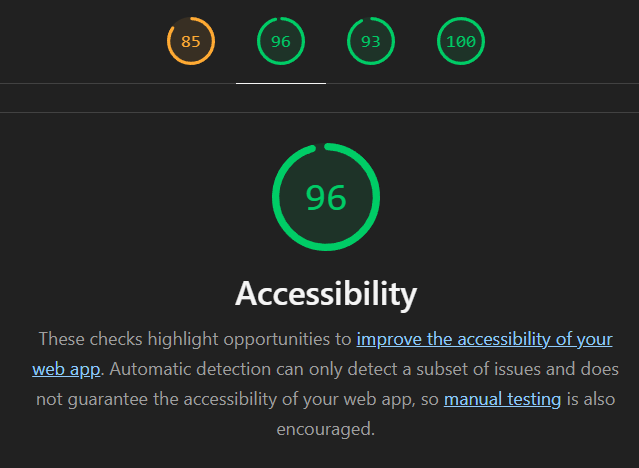 85 96 93 100
96
Accessibility
These checks highlight opportunities to improve the accessibility of your
web app. Automatic detection can only detect a subset of issues and does
not guarantee the accessibility of your web app, so manual testing is also
encouraged.